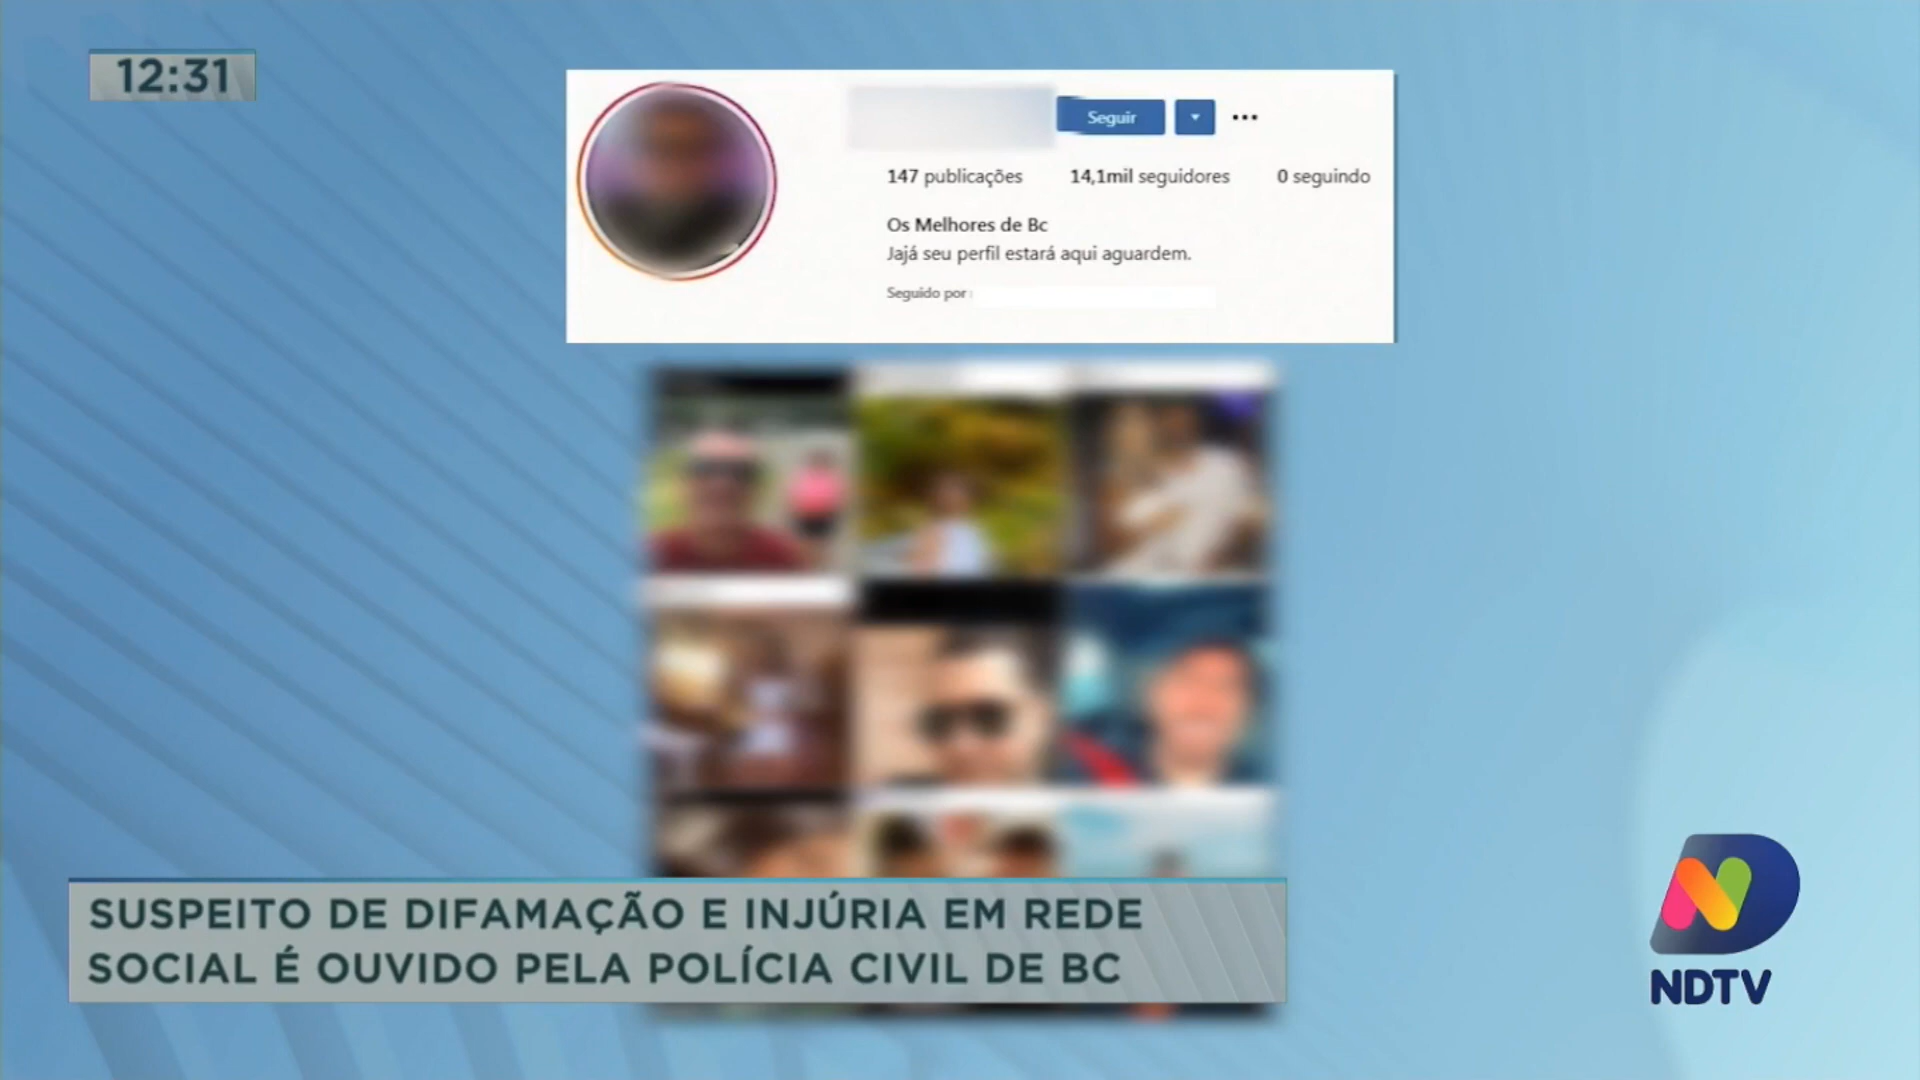 12:31
Seguir
147 publicações 14,1mil seguidores 0 seguindo
Os Melhores de Bc
Jajá seu perfil estará aqui aguardem.
Seguido por
SUSPEITO DE DIFAMAÇÃO E INJÚRIA EM REDE
SOCIAL É OUVIDO PELA POLÍCIA CIVIL DE BC
NDTV